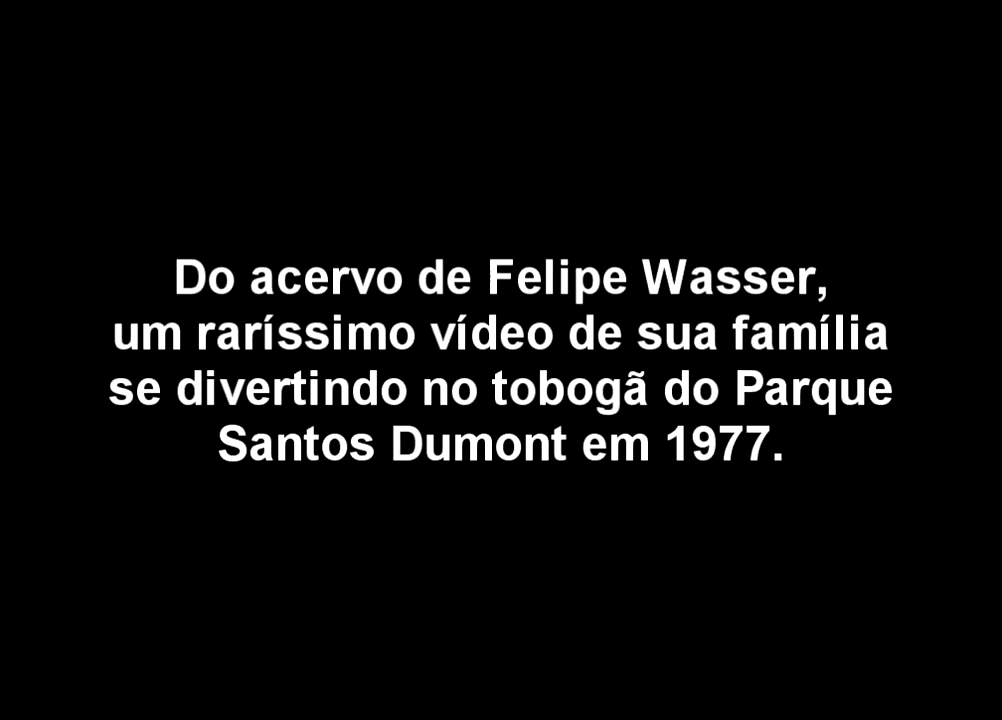 Do acervo de Felipe Wasser,
um raríssimo vídeo de sua família
se divertindo no tobogã do Parque
Santos Dumont em 1977.